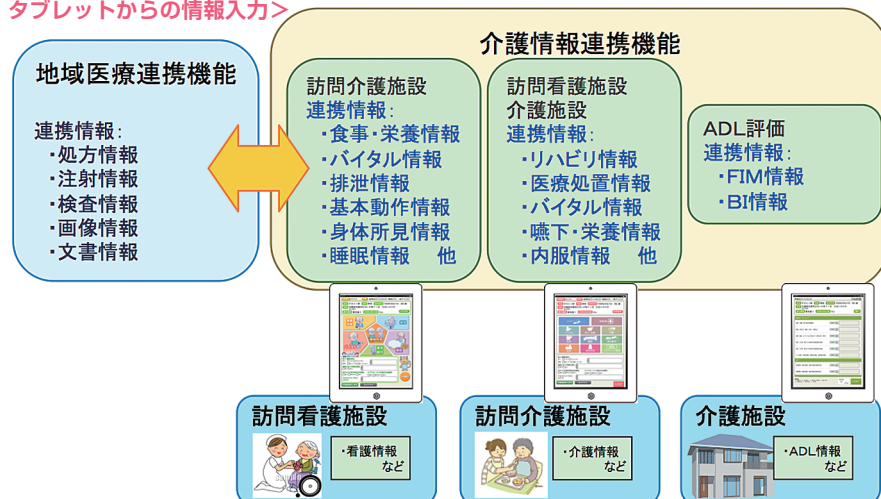 タブレットからの情報入力＞
地域医療連携機能
連携情報：
・処方情報
・注射情報
・検査情報
・画像情報
・文書情報
介護情報連携機能
訪問介護施設
連携情報：
・食事・栄養情報
・バイタル情報
・排泄情報
・基本動作情報
・身体所見情報
・睡眠情報　他
訪問看護施設
介護施設
連携情報：
・リハビリ情報
・医療処置情報
・バイタル情報
・嚥下・栄養情報
・内服情報　他
ADL評価
連携情報：
・FIM情報
・BI情報
訪問看護施設
・看護情報
など
訪問介護施設
・介護情報
など
介護施設
・ADL情報
など